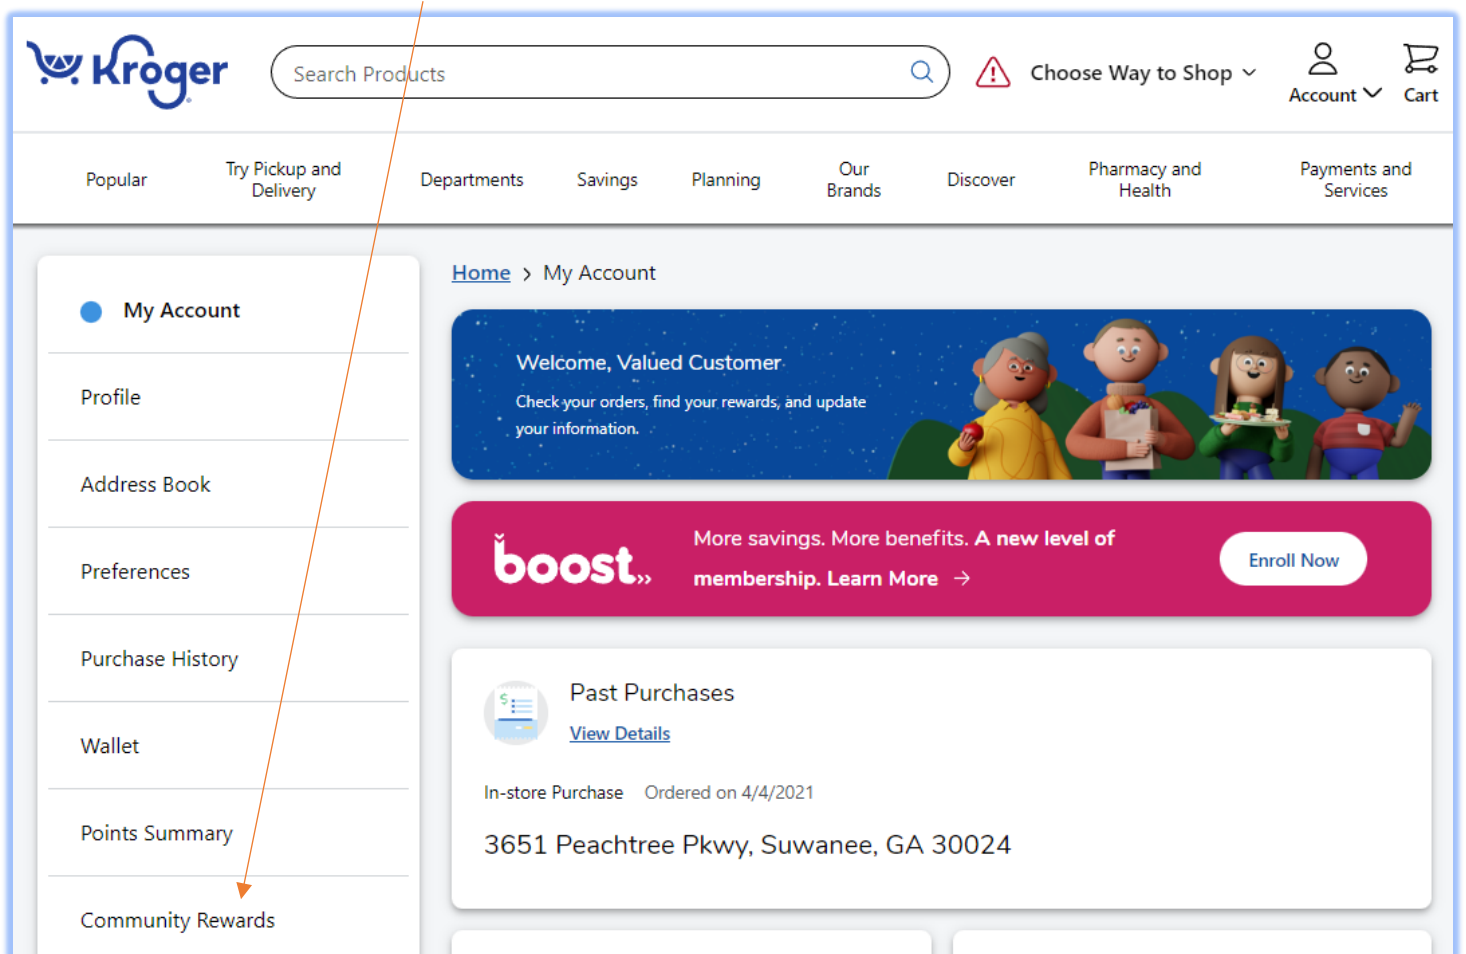 Kroger
Search Products
Choose Way to Shop
Account
Cart
Popular
Try Pickup and
Delivery
Departments
Savings
Planning
Our
Brands
Discover
Pharmacy and
Health
Payments and
Services
My Account
Profile
Address Book
Preferences
Purchase History
Wallet
Points Summary
Community Rewards
Home > My Account
Welcome, Valued Customer
Check your orders, find your rewards, and update
your information.
boost
More savings. More benefits. A new level of
membership. Learn More →
Enroll Now
Past Purchases
View Details
In-store Purchase Ordered on 4/4/2021
3651 Peachtree Pkwy, Suwanee, GA 30024